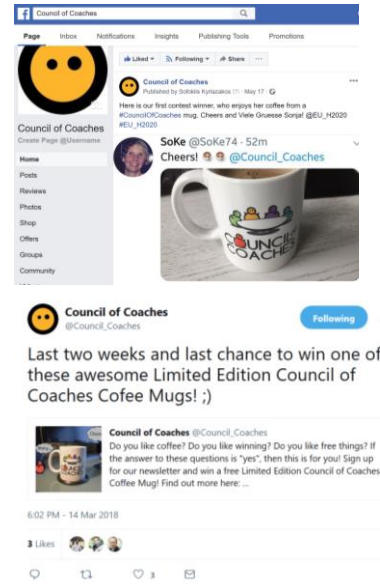 Council of Coaches
Page Inbox Notifications Insights Publishing Tools Promotions
Liked Following Share ...
Council of Coaches
Published by Sofoklis Kyriazakos · May 17
Here is our first contest winner, who enjoys her coffee from a
#CouncilOfCoaches mug. Cheers and Viele Gruesse Sonja! @EU_H2020
#EU_H2020
SoKe @SoKe74 · 52m
Cheers! @Council_Coaches
COUNCIL
OF
COACHES
Council of Coaches
Create Page @Username
Home
Posts
Reviews
Photos
Shop
Offers
Groups
Community
Council of Coaches
@Council_Coaches
Following
Last two weeks and last chance to win one of
these awesome Limited Edition Council of
Coaches Cofee Mugs! ;)
Council of Coaches @Council_Coaches
Do you like coffee? Do you like winning? Do you like free things? If
the answer to these questions is "yes", then this is for you! Sign up
for our newsletter and win a free Limited Edition Council of Coaches
Coffee Mug! Find out more here: ...
6:02 PM - 14 Mar 2018
3 Likes
3